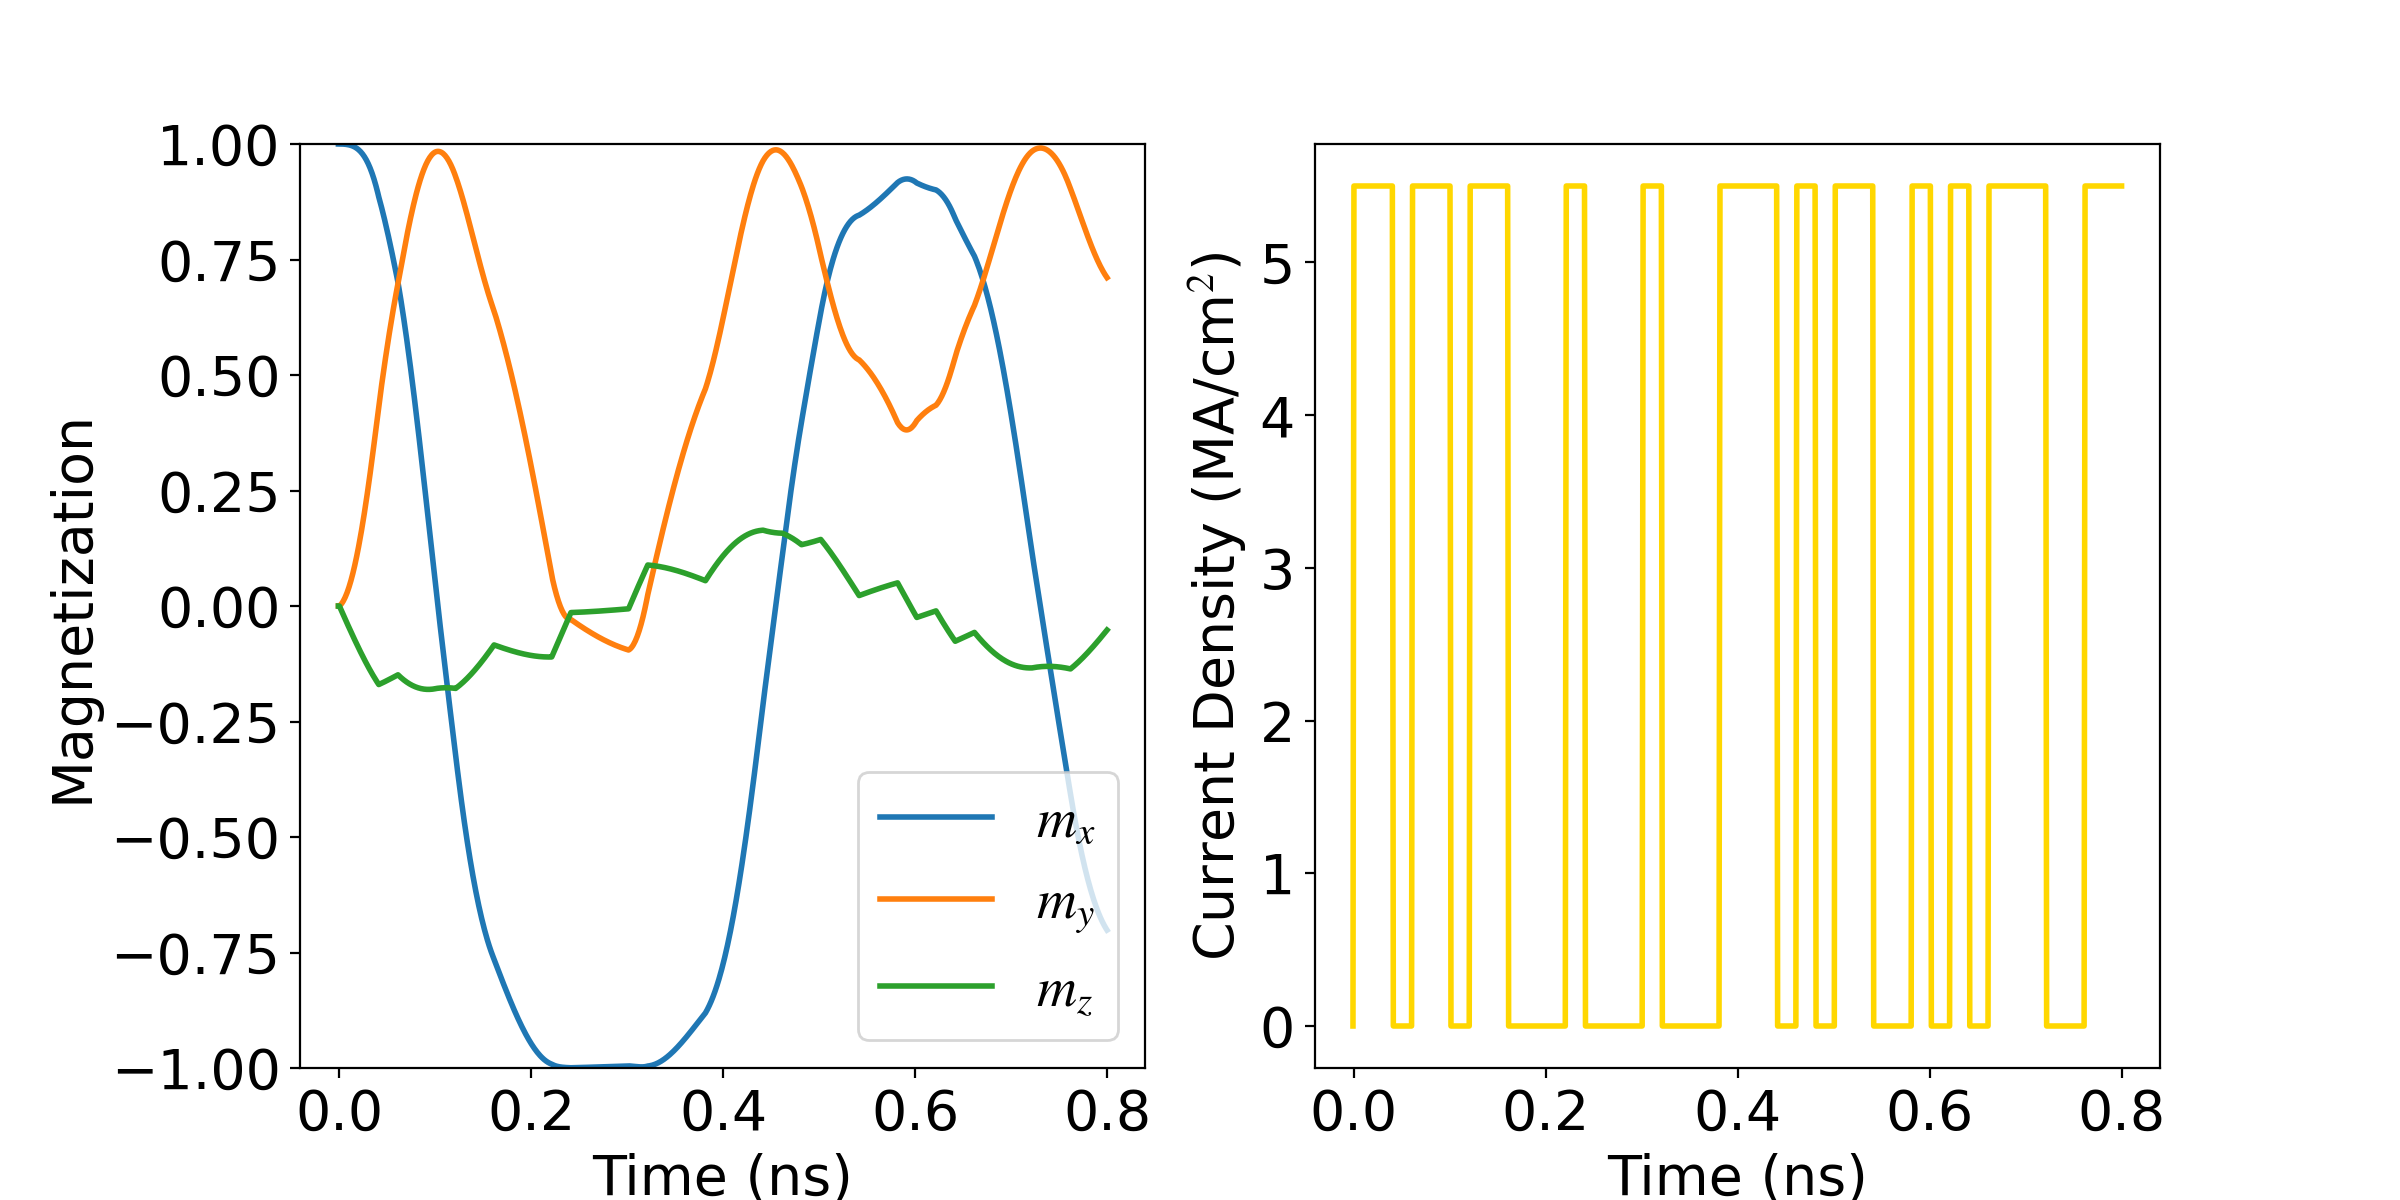 Magnetization
1.00
0.75
0.50
0.25
0.00
−0.25
−0.50
−0.75
−1.00
0.0 0.2 0.4 0.6 0.8
Time (ns)
m_x
m_y
m_z
Current Density (MA/cm²)
5
4
3
2
1
0
0.0 0.2 0.4 0.6 0.8
Time (ns)